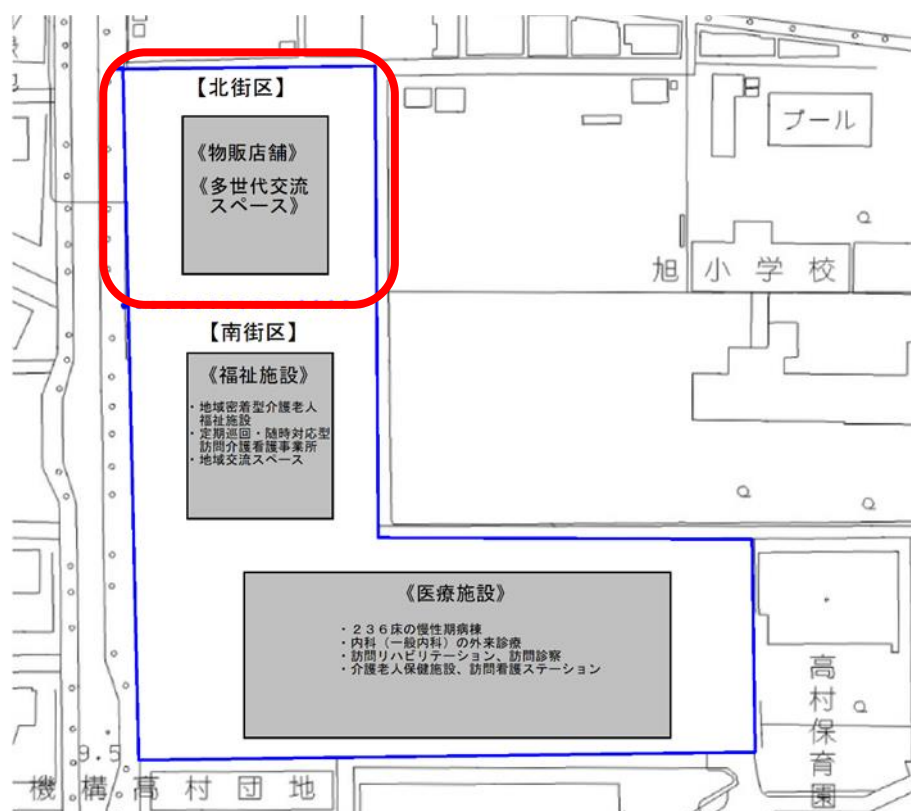 【北街区】
《物販店舗》
《多世代交流
スペース》
プール
旭小学校
【南街区】
《福祉施設》
・地域密着型介護老人
福祉施設
・定期巡回・随時対応型
訪問介護看護事業所
・地域交流スペース
《医療施設》
・２３６床の慢性期病棟
・内科（一般内科）の外来診療
・訪問リハビリテーション、訪問診察
・介護老人保健施設、訪問看護ステーション
高村保育園
9.5
機構高村団地